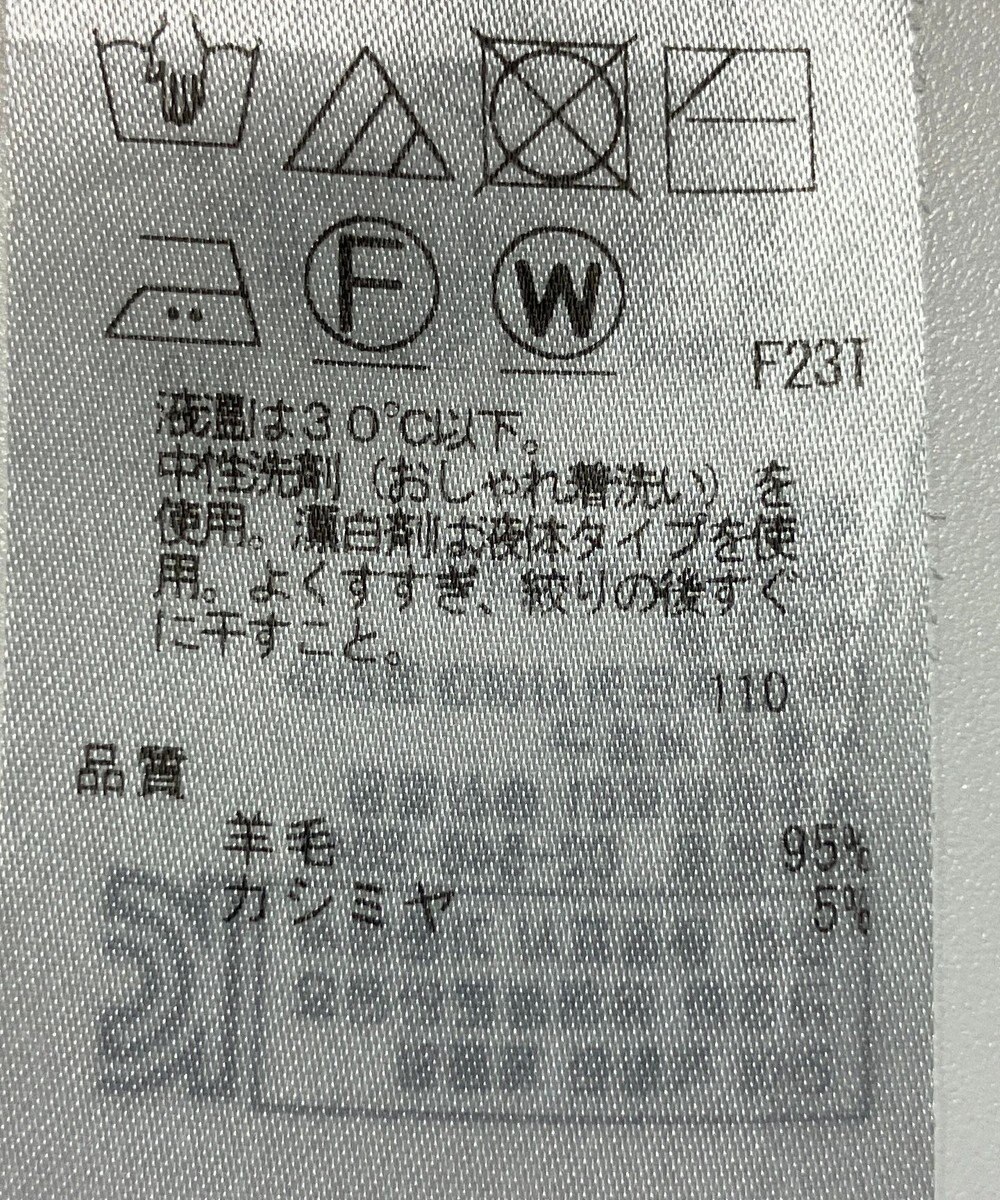 F
W
F23T
液温は30℃以下。
中性洗剤(おしゃれ着洗い)を
使用。漂白剤は液体タイプを使
用。よくすすぎ、絞りの後すぐ
に干すこと。
110
品質
羊毛 95%
カシミヤ 5%